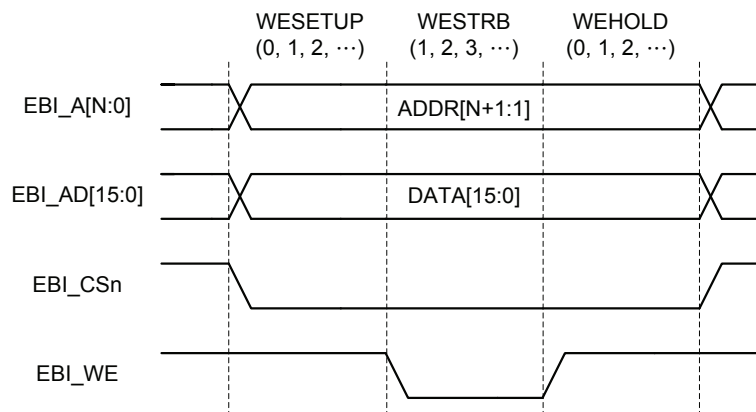 WESETUP WESTRB WEHOLD
(0, 1, 2, ⋯) (1, 2, 3, ⋯) (0, 1, 2, ⋯)
EBI_A[N:0] ADDR[N+1:1]
EBI_AD[15:0] DATA[15:0]
EBI_CSn
EBI_WE